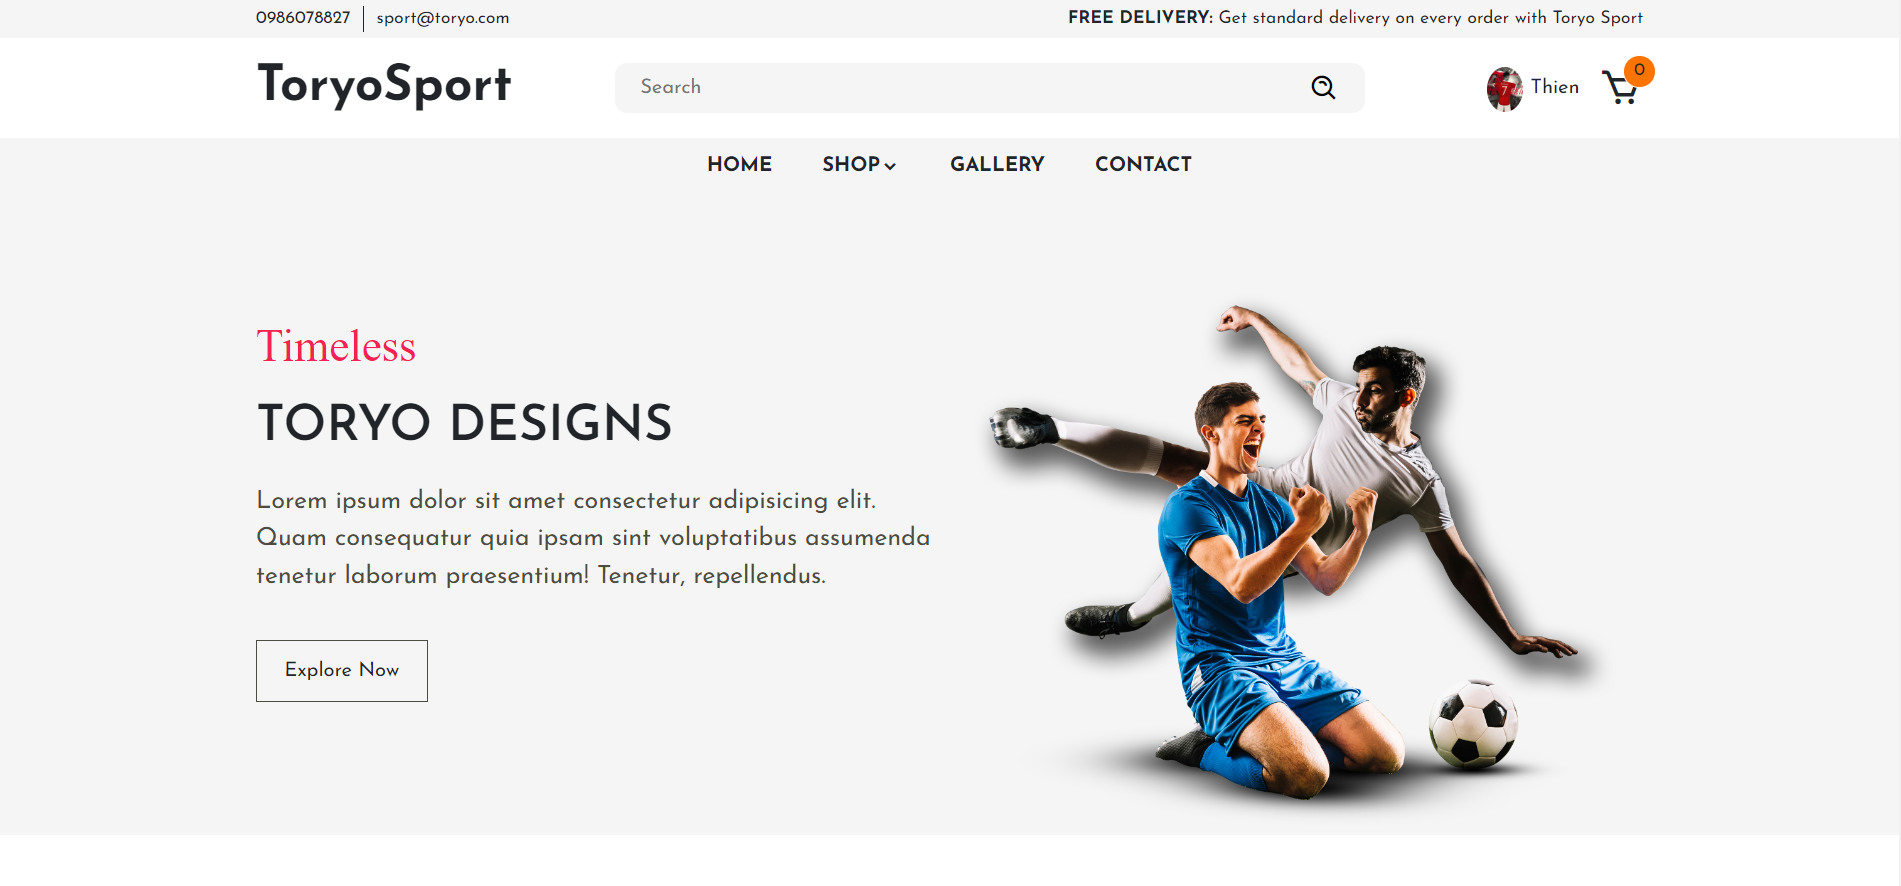 0986078827 sport@toryo.com FREE DELIVERY: Get standard delivery on every order with Toryo Sport
ToryoSport Search Thien 0
HOME SHOP GALLERY CONTACT
Timeless
TORYO DESIGNS
Lorem ipsum dolor sit amet consectetur adipisicing elit.
Quam consequatur quia ipsam sint voluptatibus assumenda
tenetur laborum praesentium! Tenetur, repellendus.
Explore Now
7